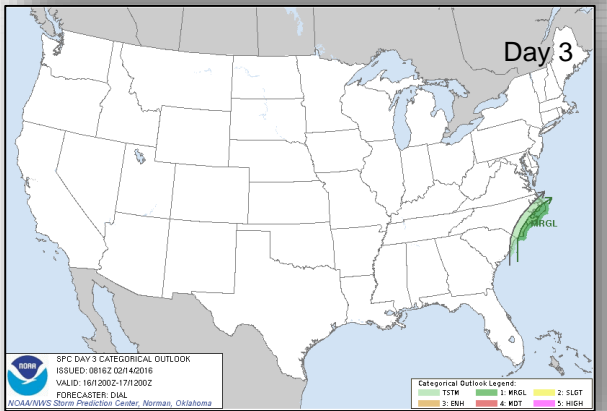 Day 3
MRGL
NOAA
SPC DAY 3 CATEGORICAL OUTLOOK
ISSUED: 0816Z 02/14/2016
VALID: 16/1200Z-17/1200Z
FORECASTER: DIAL
NOAA/NWS Storm Prediction Center, Norman, Oklahoma
Categorical Outlook Legend:
TSTM 1: MRGL 2: SLGT
3: ENH 4: MDT 5: HIGH